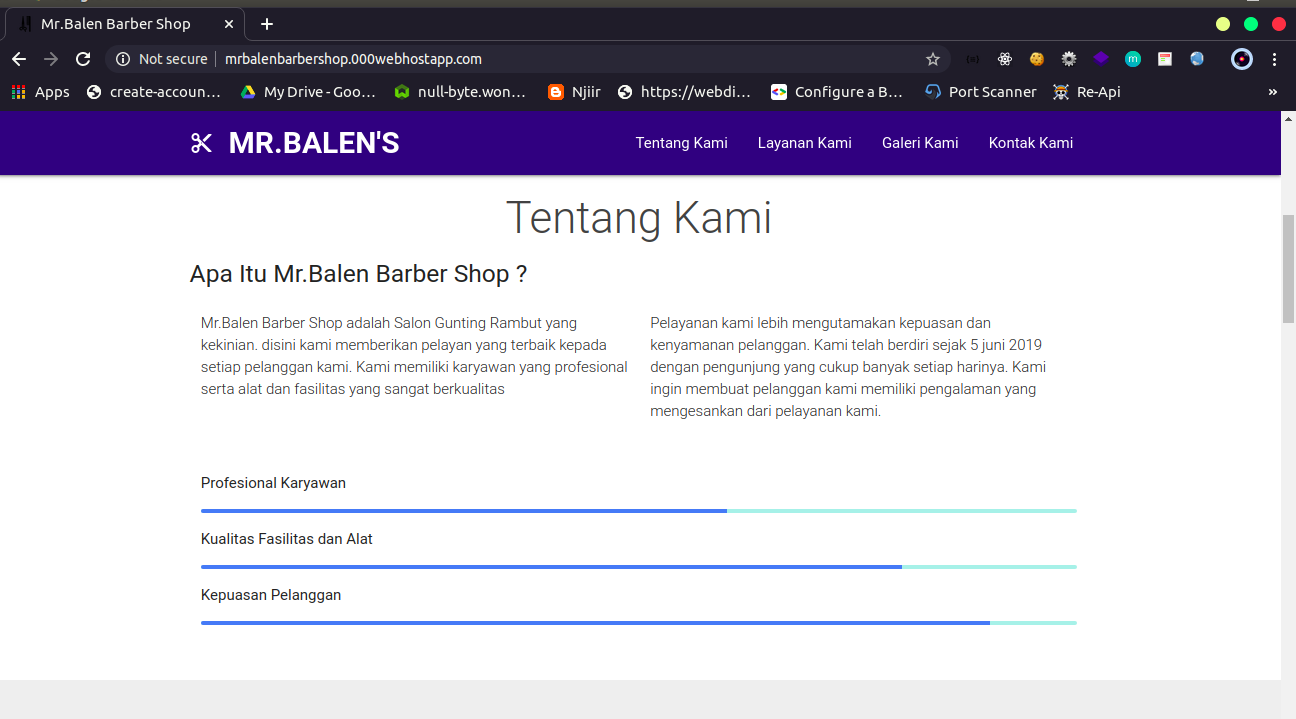 Mr.Balen Barber Shop
Not secure
mrbalenbarbershop.000webhostapp.com
Apps
create-accoun...
My Drive - Goo...
null-byte.won...
Njiir
https://webdi...
Configure a B...
Port Scanner
Re-Api
»
MR.BALEN'S
Tentang Kami
Layanan Kami
Galeri Kami
Kontak Kami
Tentang Kami
Apa Itu Mr.Balen Barber Shop ?
Mr.Balen Barber Shop adalah Salon Gunting Rambut yang
kekinian. disini kami memberikan pelayan yang terbaik kepada
setiap pelanggan kami. Kami memiliki karyawan yang profesional
serta alat dan fasilitas yang sangat berkualitas
Pelayanan kami lebih mengutamakan kepuasan dan
kenyamanan pelanggan. Kami telah berdiri sejak 5 juni 2019
dengan pengunjung yang cukup banyak setiap harinya. Kami
ingin membuat pelanggan kami memiliki pengalaman yang
mengesankan dari pelayanan kami.
Profesional Karyawan
Kualitas Fasilitas dan Alat
Kepuasan Pelanggan